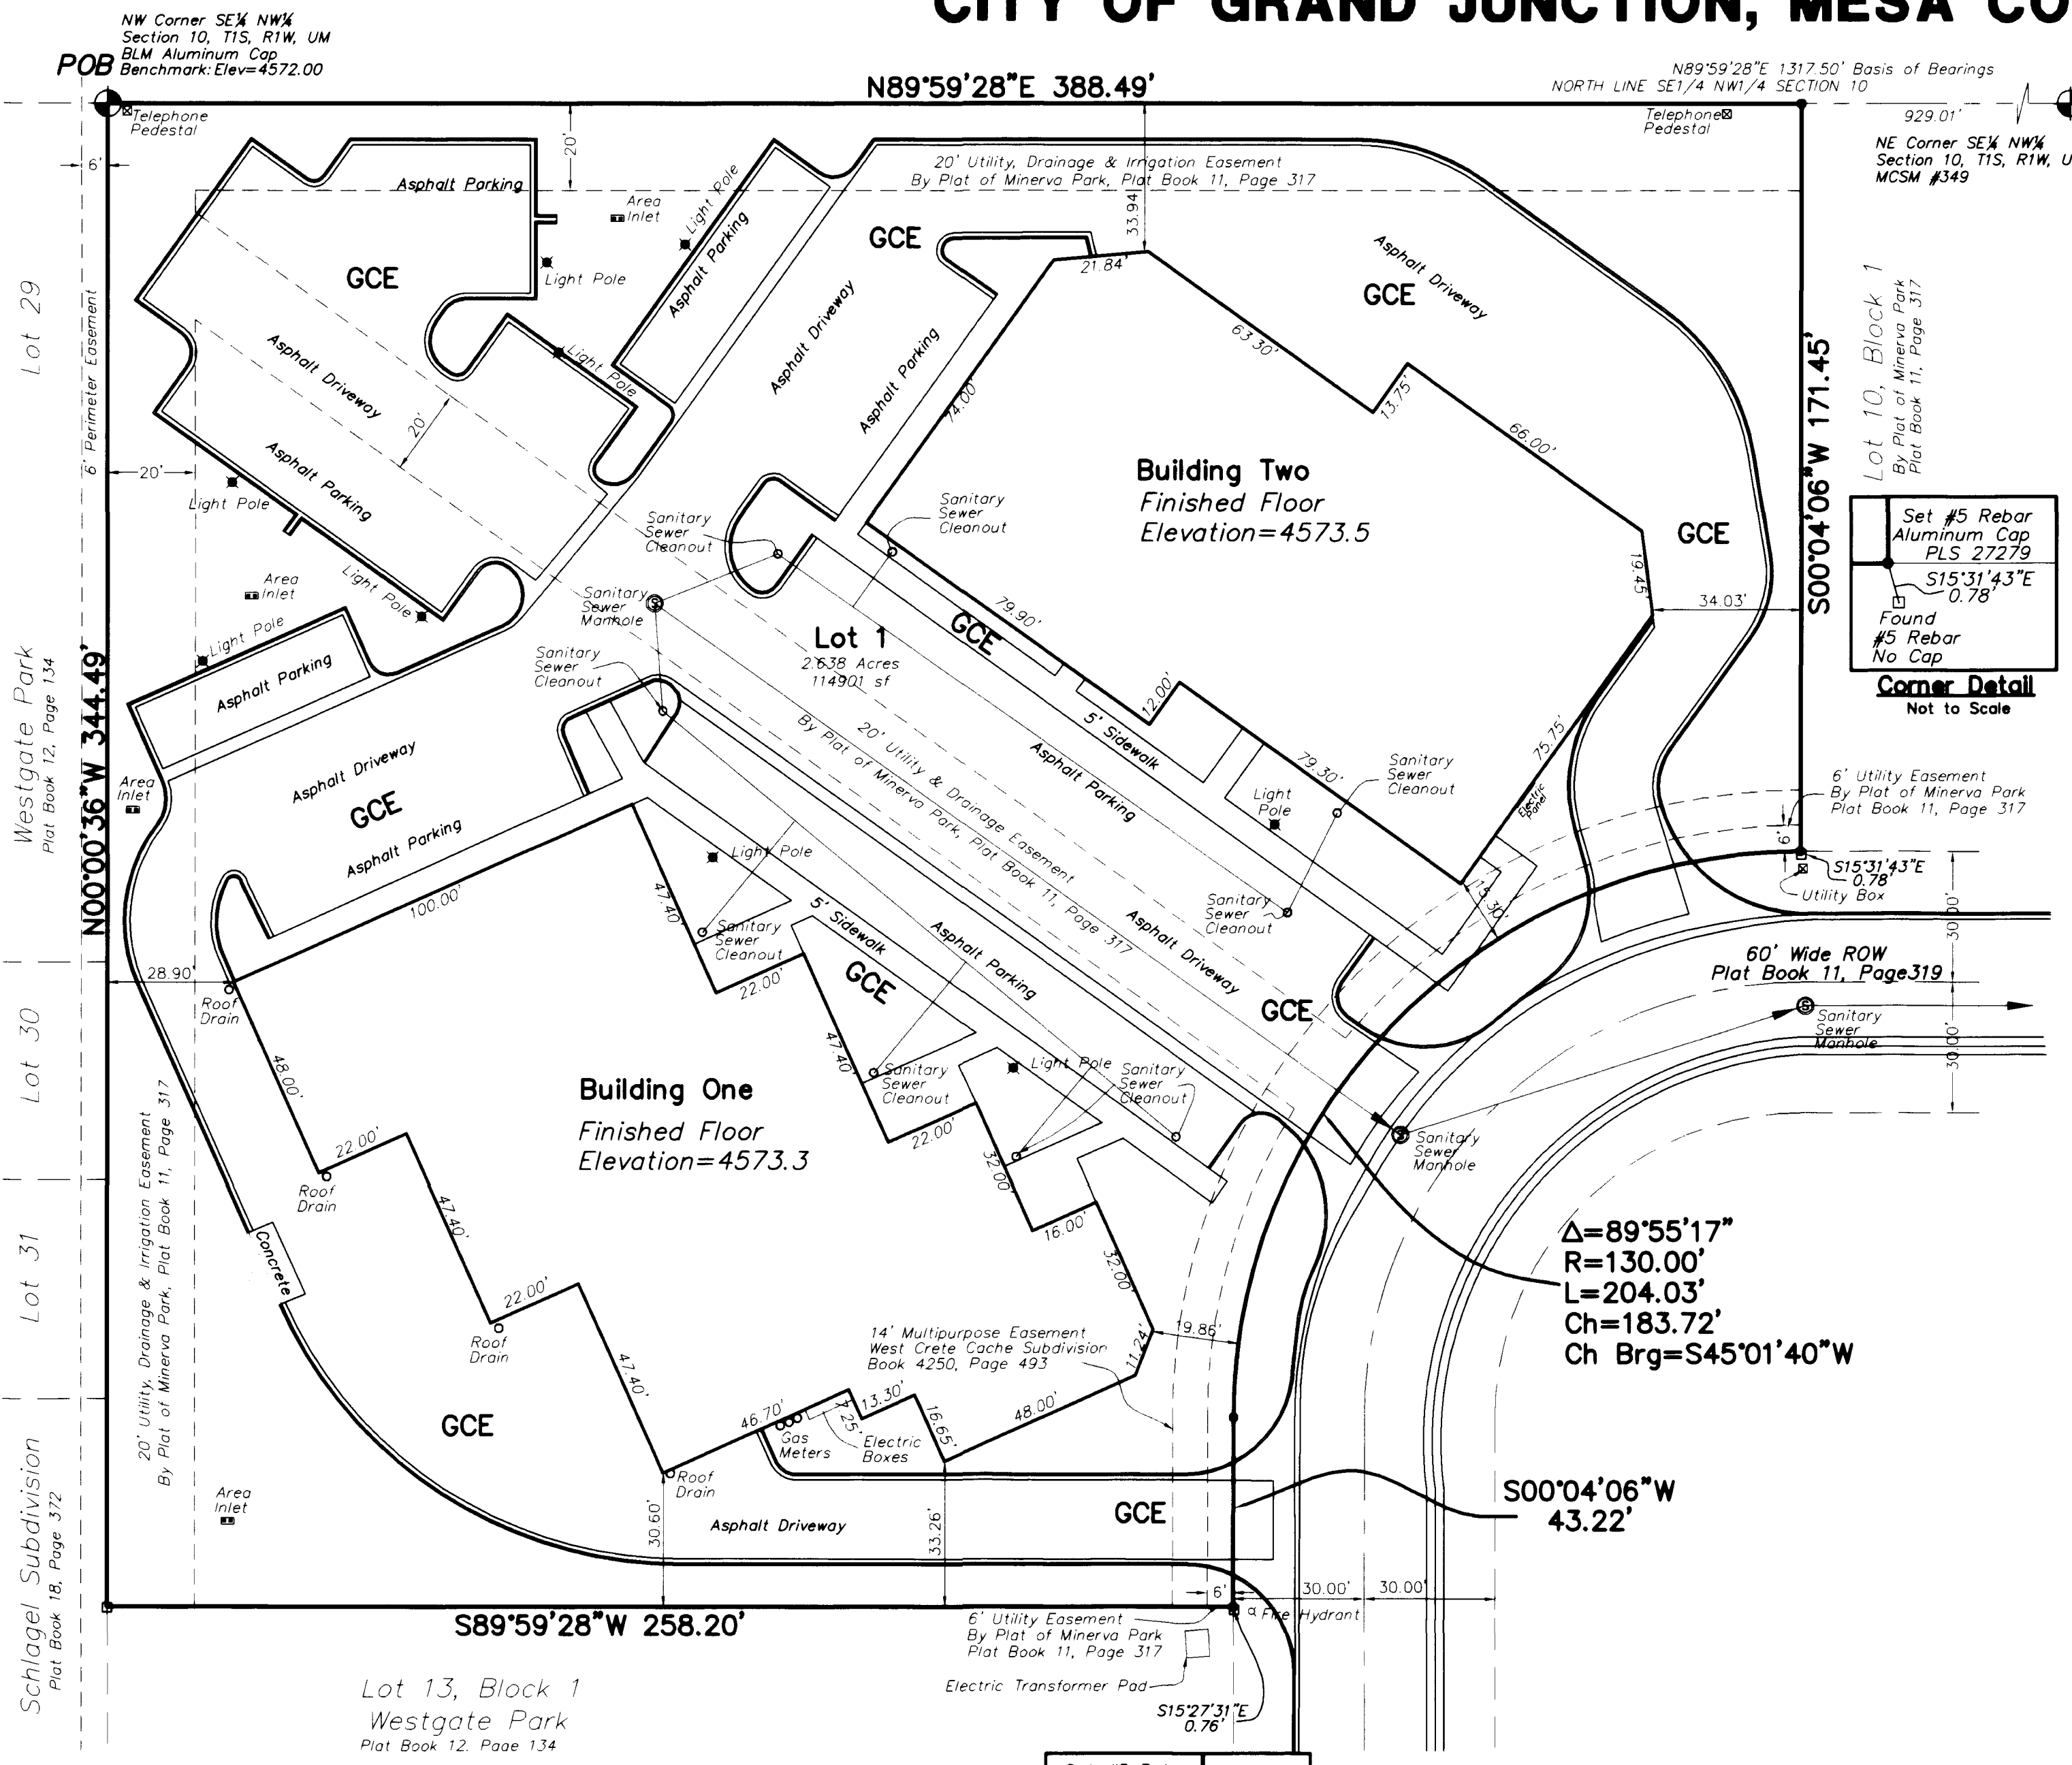 CITY OF GRAND JUNCTION, MESA CO
NW Corner SE¼ NW¼
Section 10, T1S, R1W, UM
BLM Aluminum Cap
Benchmark: Elev=4572.00
POB
N89°59'28"E 388.49'
N89°59'28"E 1317.50' Basis of Bearings
NORTH LINE SE1/4 NW1/4 SECTION 10
929.01'
NE Corner SE¼ NW¼
Section 10, T1S, R1W, U
MCSM #349
Telephone
Pedestal
Telephone
Pedestal
6'
20'
20' Utility, Drainage & Irrigation Easement
By Plat of Minerva Park, Plat Book 11, Page 317
Asphalt Parking
Area
Inlet
Light Pole
Asphalt Parking
GCE
Light Pole
33.94'
GCE
21.84'
Asphalt Driveway
GCE
Lot 29
6' Perimeter Easement
Asphalt Driveway
Light Pole
20'
Asphalt Driveway
Asphalt Parking
74.00'
63.30'
13.75'
66.00'
Lot 10, Block 1
By Plat of Minerva Park
Plat Book 11, Page 317
S00°04'06"W 171.45'
20'
Asphalt Parking
Light Pole
Building Two
Finished Floor
Elevation=4573.5
Sanitary
Sewer
Cleanout
Sanitary
Sewer
Cleanout
GCE
Set #5 Rebar
Aluminum Cap
PLS 27279
S15°31'43"E
0.78'
Found
#5 Rebar
No Cap
Corner Detail
Not to Scale
Area
Inlet
Light Pole
Sanitary
Sewer
Manhole
19.45'
34.03'
79.90'
GCE
Light Pole
Lot 1
2.638 Acres
114901 sf
Sanitary
Sewer
Cleanout
Asphalt Parking
12.00'
5' Sidewalk
75.75'
79.30'
Westgate Park
Plat Book 12, Page 134
N00°00'36"W 344.49'
Area
Inlet
Asphalt Driveway
GCE
Asphalt Parking
20' Utility & Drainage Easement
By Plat of Minerva Park, Plat Book 11, Page 317
Asphalt Parking
Light
Pole
Sanitary
Sewer
Cleanout
Electric
Panel
6' Utility Easement
By Plat of Minerva Park
Plat Book 11, Page 317
6'
S15°31'43"E
0.78'
Utility Box
Light Pole
100.00'
47.40'
Sanitary
Sewer
Cleanout
5' Sidewalk
Asphalt Parking
Asphalt Driveway
Sanitary
Sewer
Cleanout
15.30'
30.00'
60' Wide ROW
Plat Book 11, Page319
28.90'
Roof
Drain
22.00'
GCE
GCE
Sanitary
Sewer
Manhole
30.00'
Lot 30
48.00'
47.40'
Sanitary
Sewer
Cleanout
Light Pole
Sanitary
Sewer
Cleanout
Building One
Finished Floor
Elevation=4573.3
22.00'
22.00'
32.00'
Sanitary
Sewer
Manhole
20' Utility, Drainage & Irrigation Easement
By Plat of Minerva Park, Plat Book 11, Page 317
Roof
Drain
47.40'
16.00'
32.00'
Lot 31
Concrete
Δ=89°55'17"
R=130.00'
L=204.03'
Ch=183.72'
Ch Brg=S45°01'40"W
22.00'
Roof
Drain
47.40'
14' Multipurpose Easement
West Crete Cache Subdivision
Book 4250, Page 493
11.24'
19.86'
GCE
46.70'
7.25'
13.30'
16.65'
48.00'
Gas
Meters
Electric
Boxes
Schlagel Subdivision
Plat Book 18, Page 372
Area
Inlet
Roof
Drain
30.60'
Asphalt Driveway
33.26'
GCE
S00°04'06"W
43.22'
6'
30.00'
30.00'
Fire Hydrant
S89°59'28"W 258.20'
6' Utility Easement
By Plat of Minerva Park
Plat Book 11, Page 317
Electric Transformer Pad
S15°27'31"E
0.76'
Lot 13, Block 1
Westgate Park
Plat Book 12, Page 134